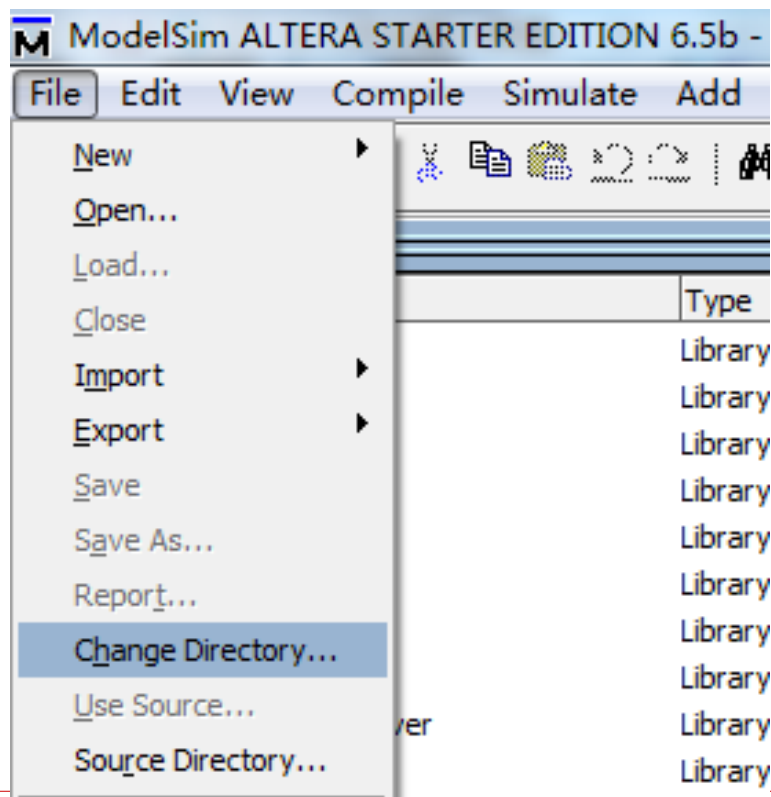 ModelSim ALTERA STARTER EDITION 6.5b -
File Edit View Compile Simulate Add
New
Open...
Load...
Close
Import
Export
Save
Save As...
Report...
Change Directory...
Use Source...
Source Directory...
Type
Library
Library
Library
Library
Library
Library
Library
Library
ver Library
Library